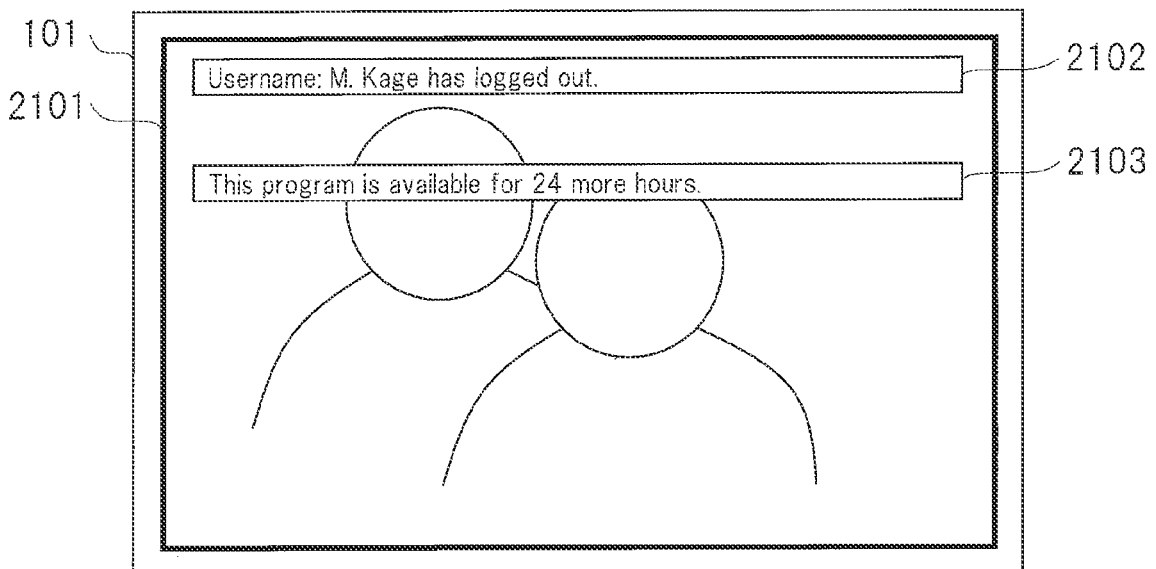 101
2101
Username: M. Kage has logged out.
2102
This program is available for 24 more hours.
2103